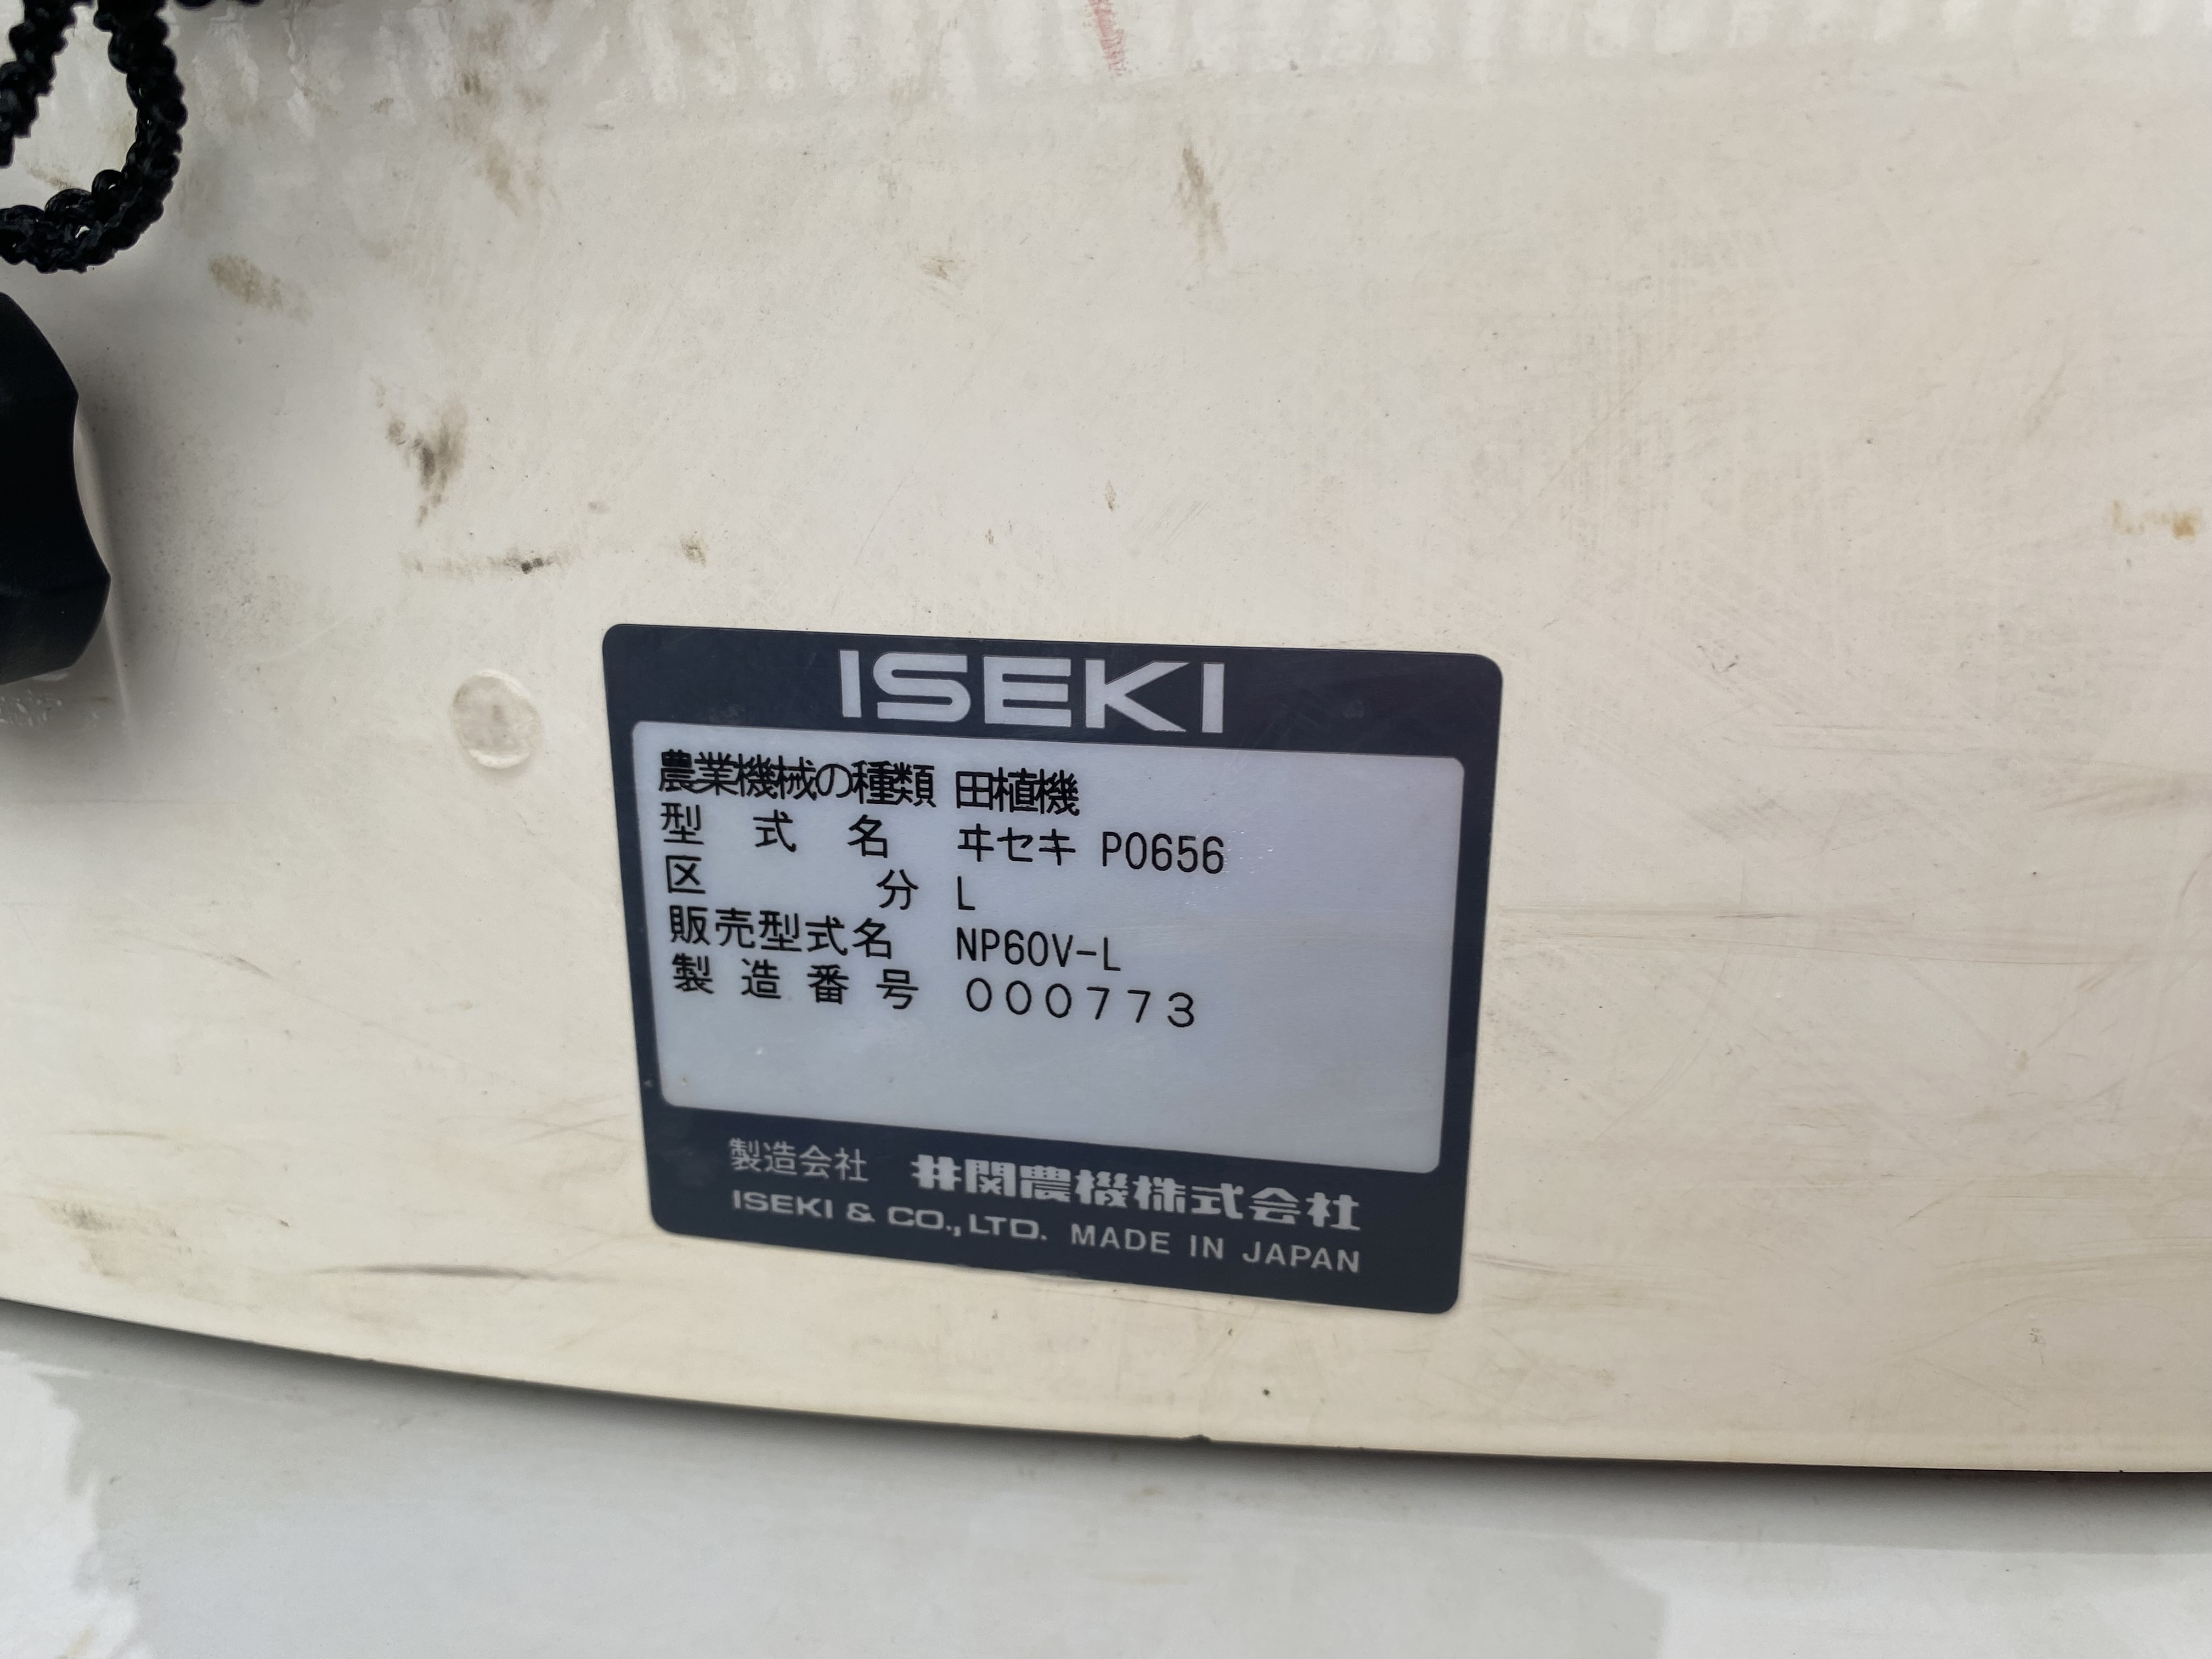 ISEKI
農業機械の種類 田植機
型式名 ヰセキ P0656
区分 L
販売型式名 NP60V-L
製造番号 000773
製造会社 井関農機株式会社
ISEKI & CO., LTD. MADE IN JAPAN